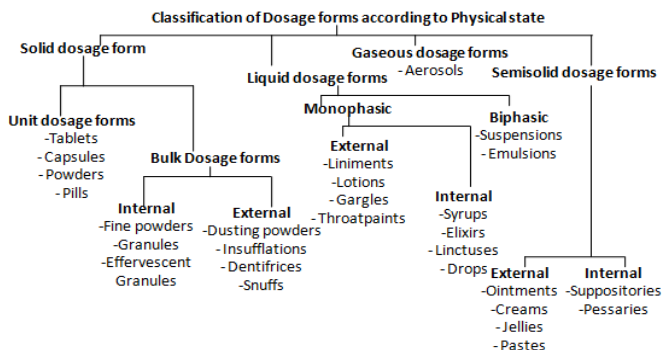 Classification of Dosage forms according to Physical state
Solid dosage form
Unit dosage forms
-Tablets
-Capsules
-Powders
-Pills
Bulk Dosage forms
Internal
-Fine powders
-Granules
-Effervescent
Granules
External
-Dusting powders
-Insufflations
-Dentifrices
-Snuffs
Liquid dosage forms
Monophasic
External
-Liniments
-Lotions
-Gargles
-Throatpaints
Internal
-Syrups
-Elixirs
-Linctuses
-Drops
Biphasic
-Suspensions
-Emulsions
Gaseous dosage forms
-Aerosols
Semisolid dosage forms
External
-Ointments
-Creams
-Jellies
-Pastes
Internal
-Suppositories
-Pessaries